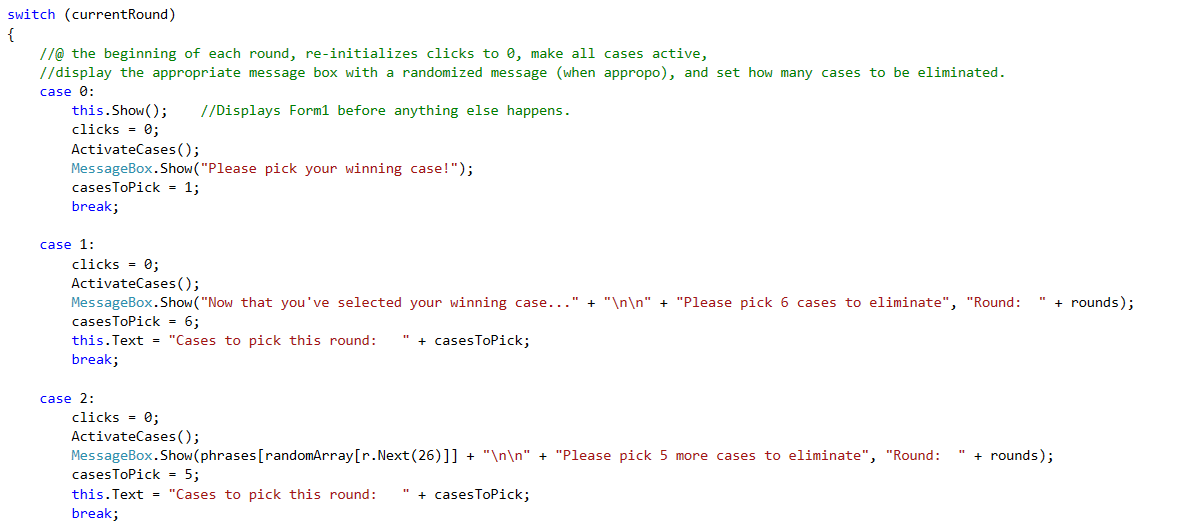 switch (currentRound)
{
    //@ the beginning of each round, re-initializes clicks to 0, make all cases active,
    //display the appropriate message box with a randomized message (when appropo), and set how many cases to be eliminated.
    case 0:
        this.Show();    //Displays Form1 before anything else happens.
        clicks = 0;
        ActivateCases();
        MessageBox.Show("Please pick your winning case!");
        casesToPick = 1;
        break;

    case 1:
        clicks = 0;
        ActivateCases();
        MessageBox.Show("Now that you've selected your winning case..." + "\n\n" + "Please pick 6 cases to eliminate", "Round:  " + rounds);
        casesToPick = 6;
        this.Text = "Cases to pick this round:   " + casesToPick;
        break;

    case 2:
        clicks = 0;
        ActivateCases();
        MessageBox.Show(phrases[randomArray[r.Next(26)]] + "\n\n" + "Please pick 5 more cases to eliminate", "Round:  " + rounds);
        casesToPick = 5;
        this.Text = "Cases to pick this round:   " + casesToPick;
        break;